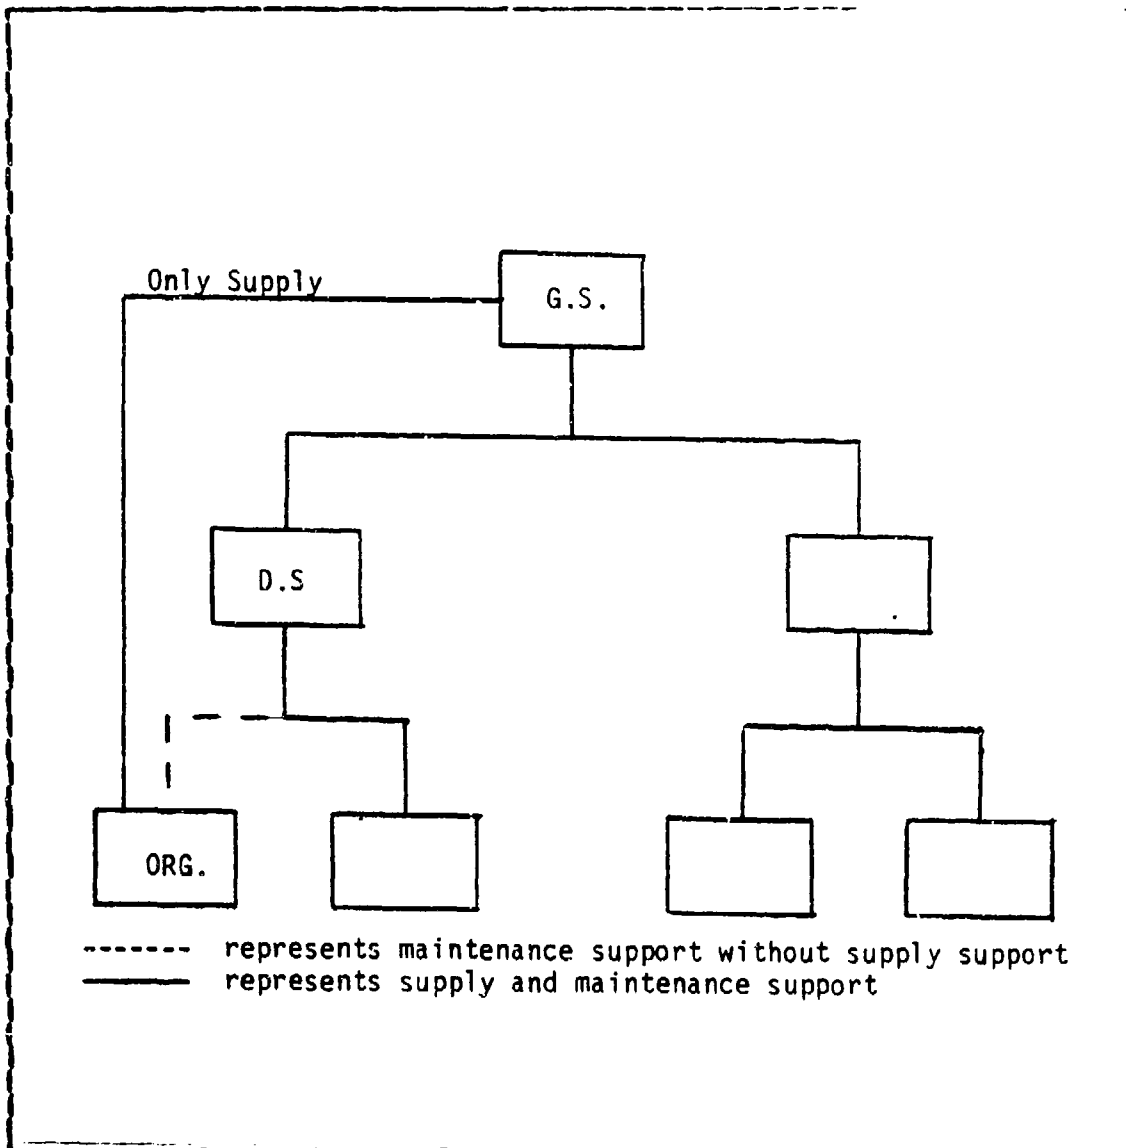 Only Supply
G.S.
D.S
ORG.
represents maintenance support without supply support
represents supply and maintenance support